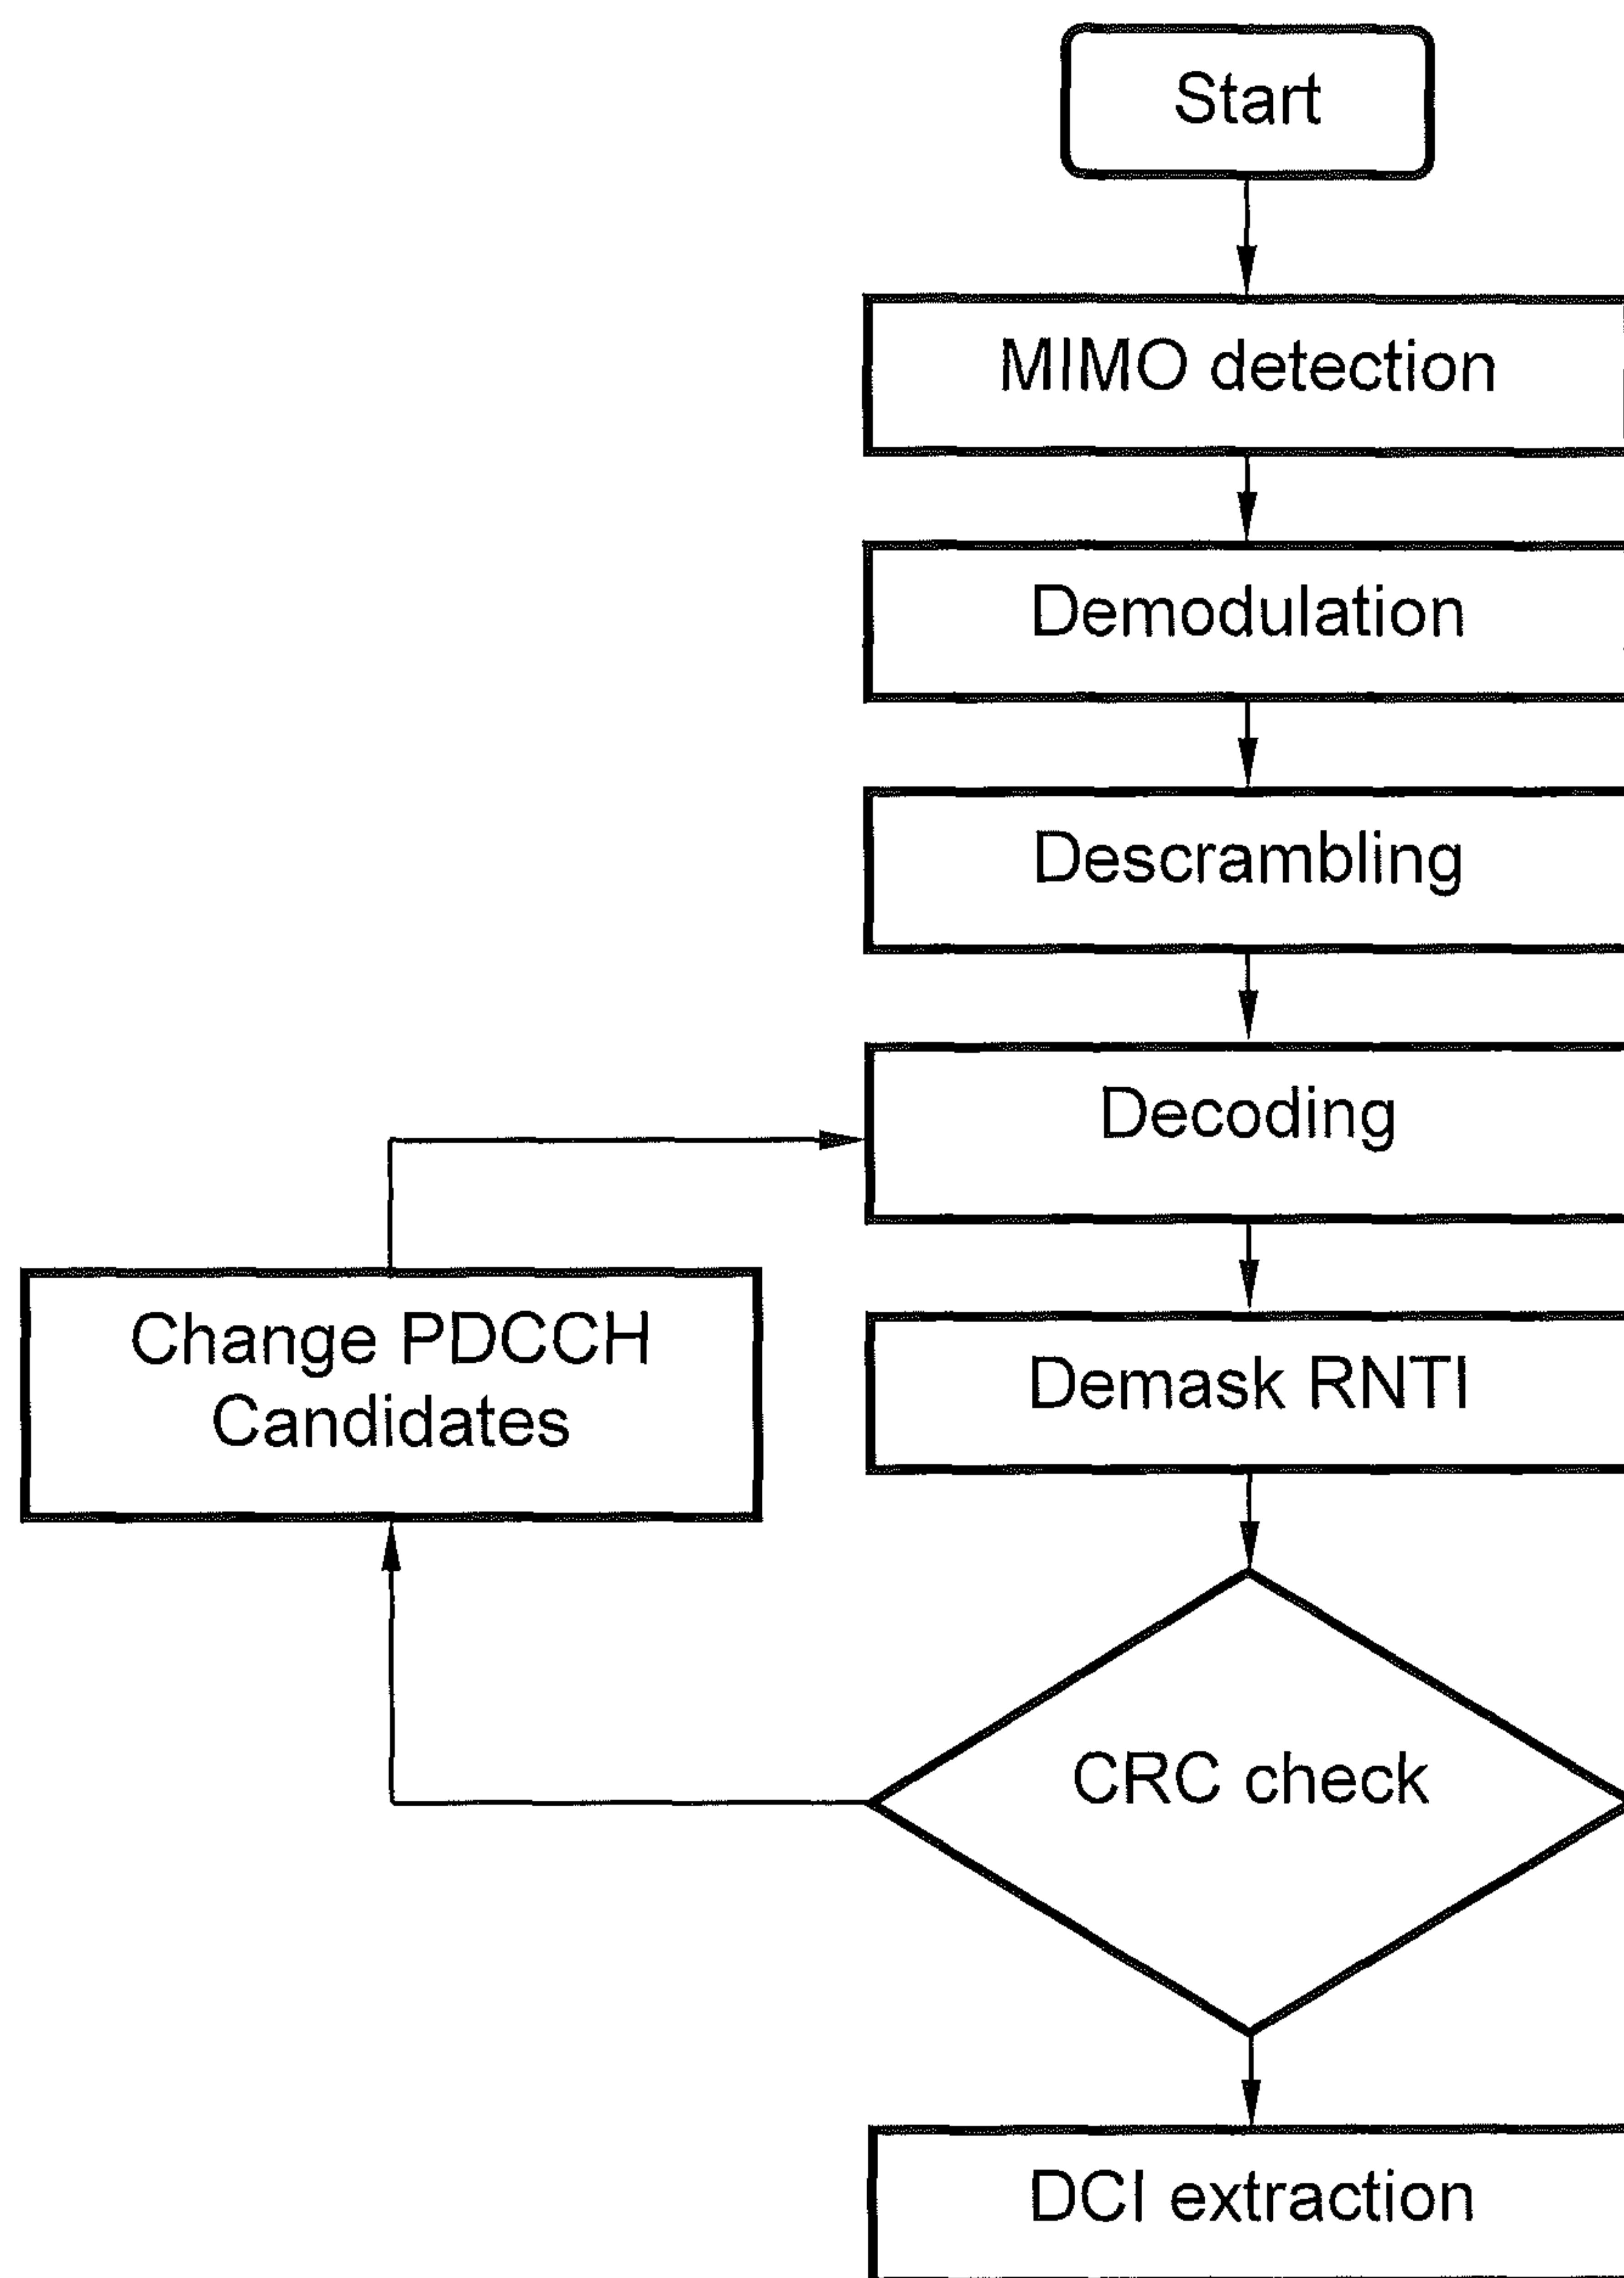 Start
MIMO detection
Demodulation
Descrambling
Decoding
Change PDCCH
Candidates
Demask RNTI
CRC check
DCI extraction